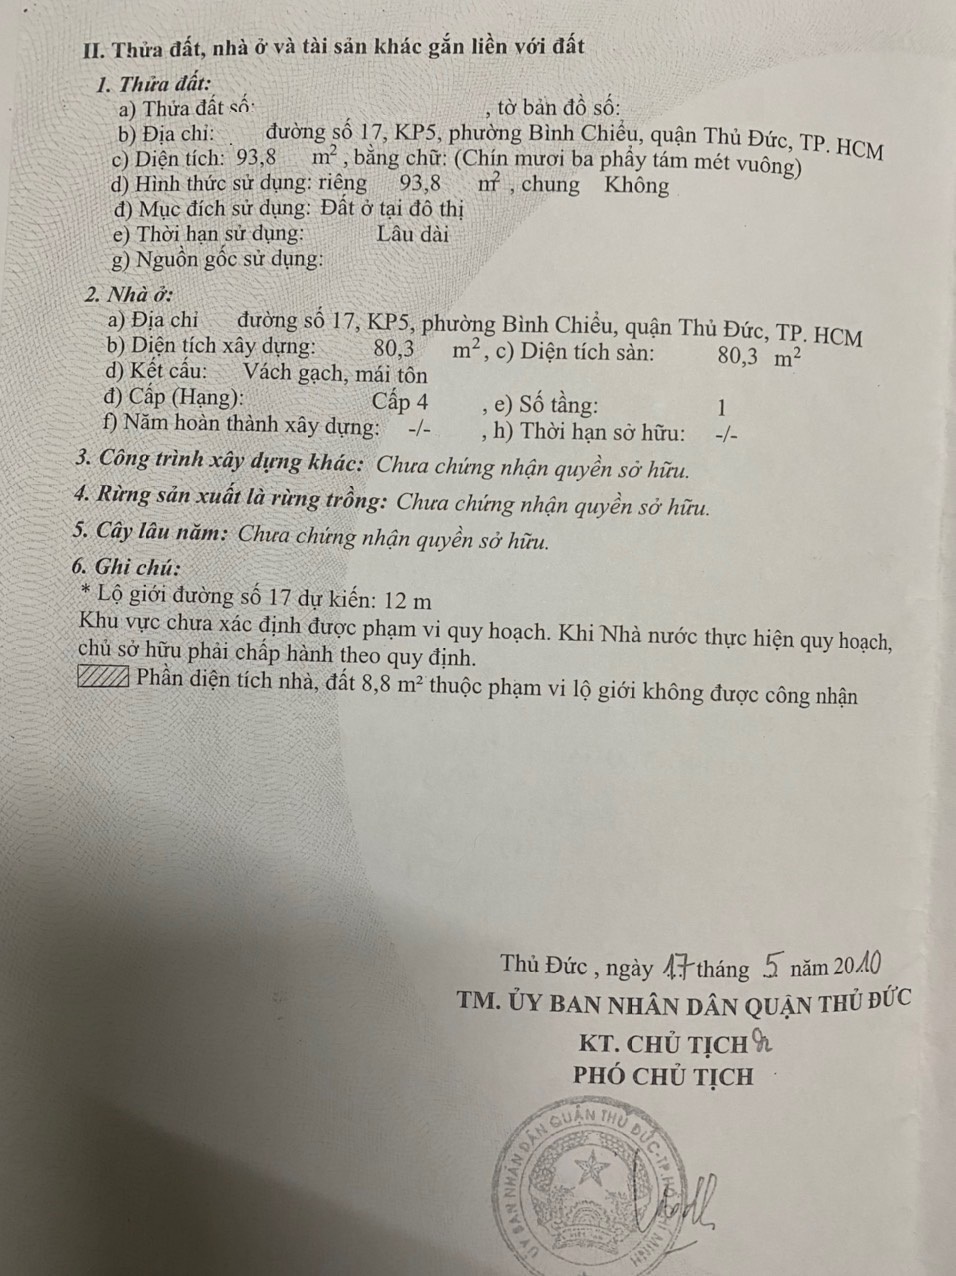 II. Thửa đất, nhà ở và tài sản khác gắn liền với đất
1. Thửa đất:
a) Thửa đất số: , tờ bản đồ số:
b) Địa chỉ: đường số 17, KP5, phường Bình Chiểu, quận Thủ Đức, TP. HCM
c) Diện tích: 93,8 m², bằng chữ: (Chín mươi ba phẩy tám mét vuông)
d) Hình thức sử dụng: riêng 93,8 m², chung Không
đ) Mục đích sử dụng: Đất ở tại đô thị
e) Thời hạn sử dụng: Lâu dài
g) Nguồn gốc sử dụng:
2. Nhà ở:
a) Địa chỉ đường số 17, KP5, phường Bình Chiểu, quận Thủ Đức, TP. HCM
b) Diện tích xây dựng: 80,3 m², c) Diện tích sàn: 80,3 m²
d) Kết cấu: Vách gạch, mái tôn
đ) Cấp (Hạng): Cấp 4 , e) Số tầng: 1
f) Năm hoàn thành xây dựng: -/- , h) Thời hạn sở hữu: -/-
3. Công trình xây dựng khác: Chưa chứng nhận quyền sở hữu.
4. Rừng sản xuất là rừng trồng: Chưa chứng nhận quyền sở hữu.
5. Cây lâu năm: Chưa chứng nhận quyền sở hữu.
6. Ghi chú:
* Lộ giới đường số 17 dự kiến: 12 m
Khu vực chưa xác định được phạm vi quy hoạch. Khi Nhà nước thực hiện quy hoạch,
chủ sở hữu phải chấp hành theo quy định.
Phần diện tích nhà, đất 8,8 m² thuộc phạm vi lộ giới không được công nhận
Thủ Đức , ngày 17 tháng 5 năm 2010
TM. ỦY BAN NHÂN DÂN QUẬN THỦ ĐỨC
KT. CHỦ TỊCH
PHÓ CHỦ TỊCH
ỦY BAN NHÂN DÂN QUẬN THỦ ĐỨC-TP.HỒ CHÍ MINH